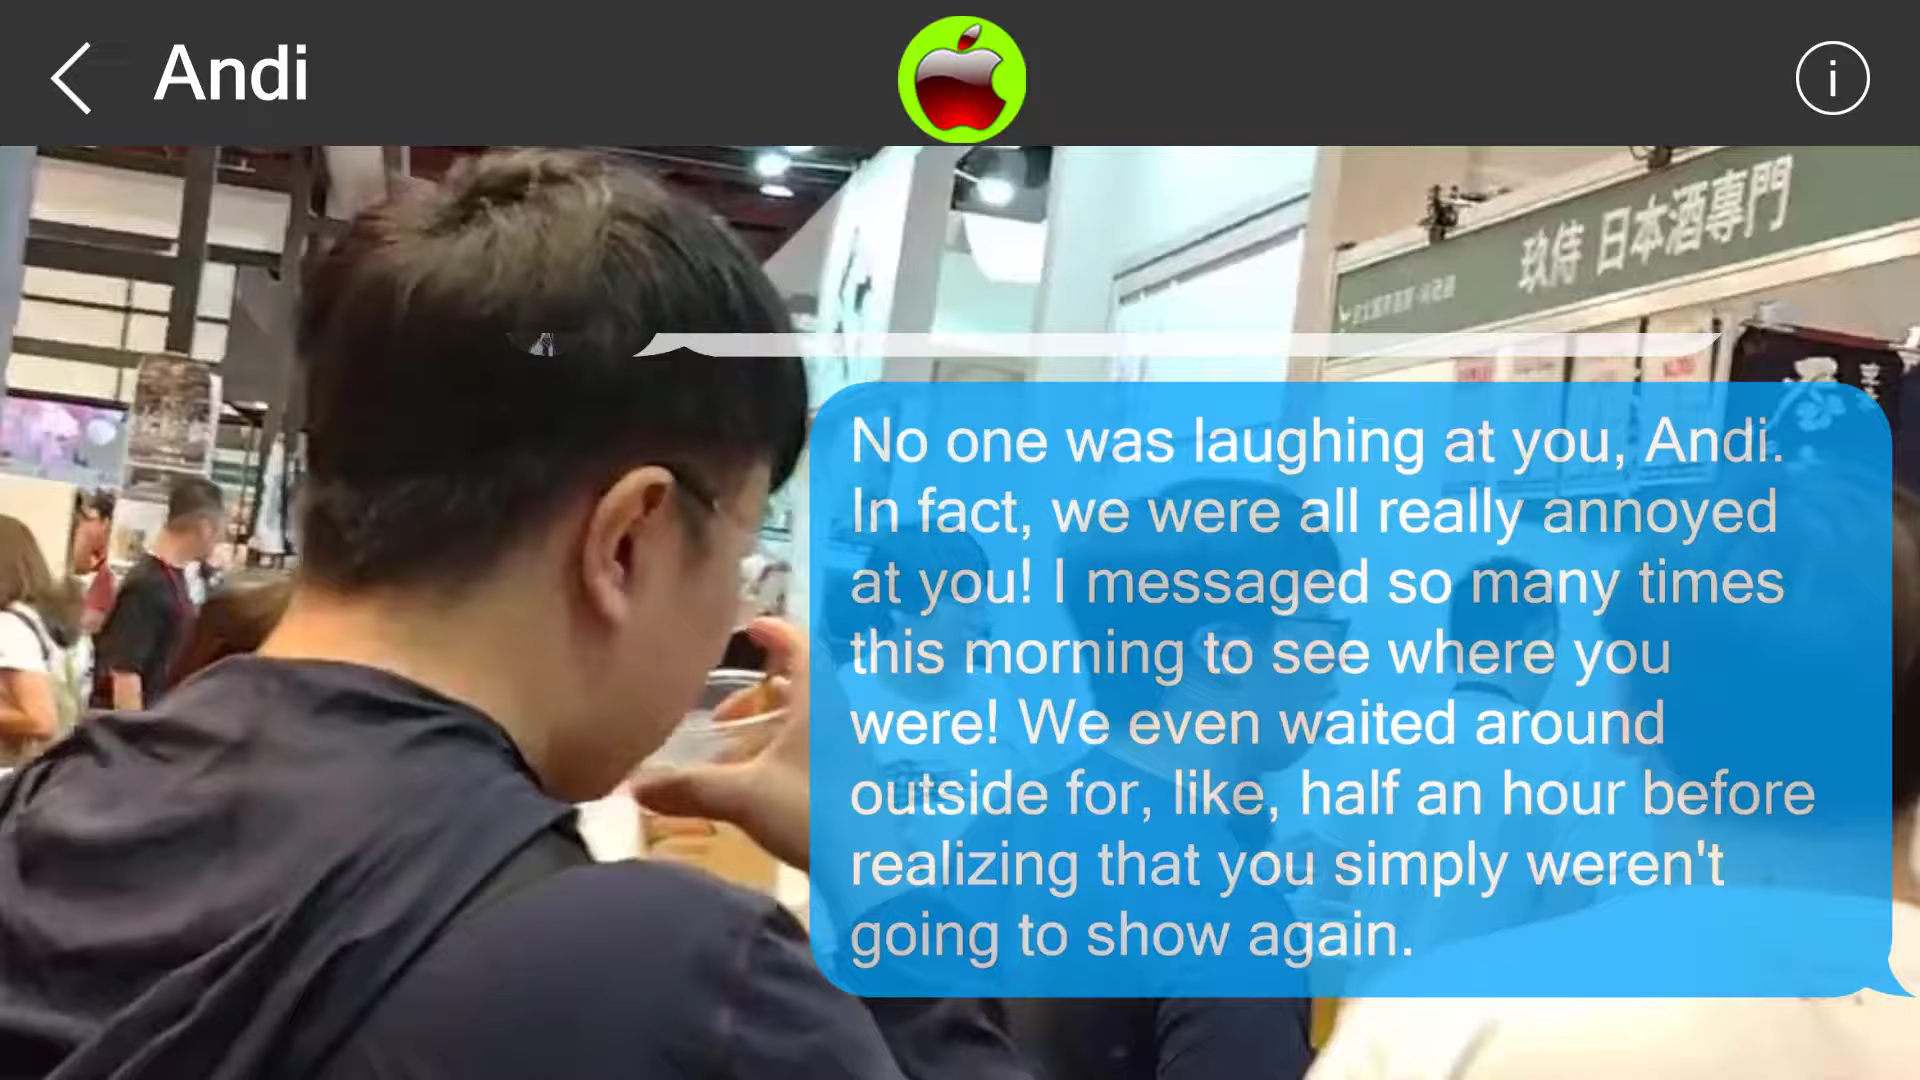 Andi
玖侍 日本酒專門
No one was laughing at you, Andi.
In fact, we were all really annoyed
at you! I messaged so many times
this morning to see where you
were! We even waited around
outside for, like, half an hour before
realizing that you simply weren't
going to show again.